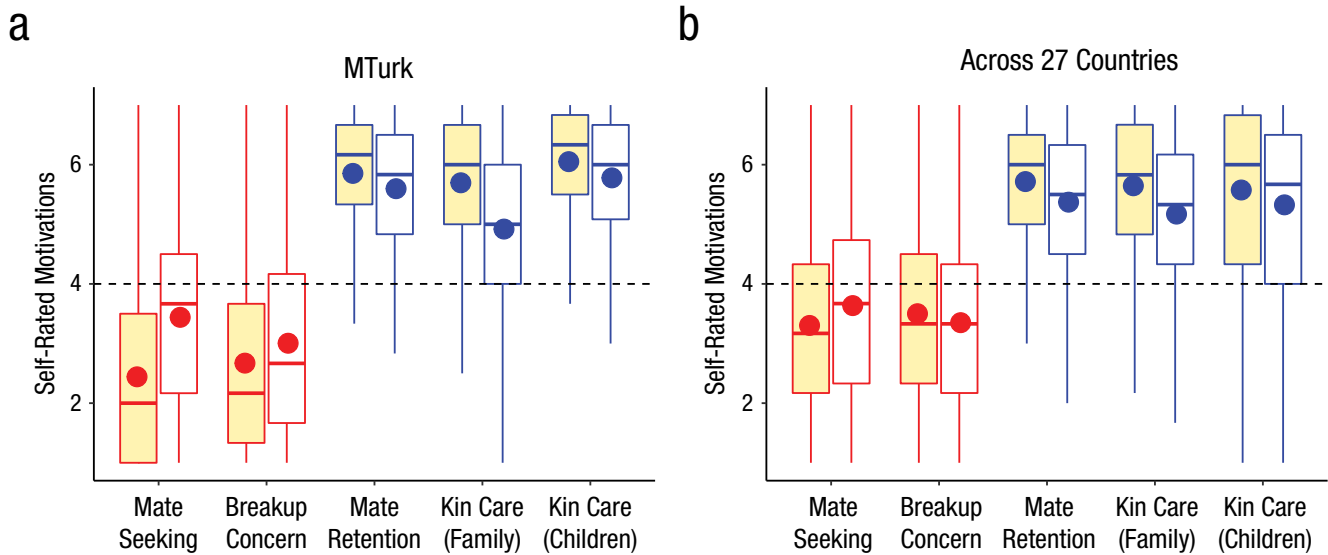 a
MTurk
Self-Rated Motivations
6
4
2
Mate Seeking
Breakup Concern
Mate Retention
Kin Care (Family)
Kin Care (Children)
b
Across 27 Countries
Self-Rated Motivations
6
4
2
Mate Seeking
Breakup Concern
Mate Retention
Kin Care (Family)
Kin Care (Children)